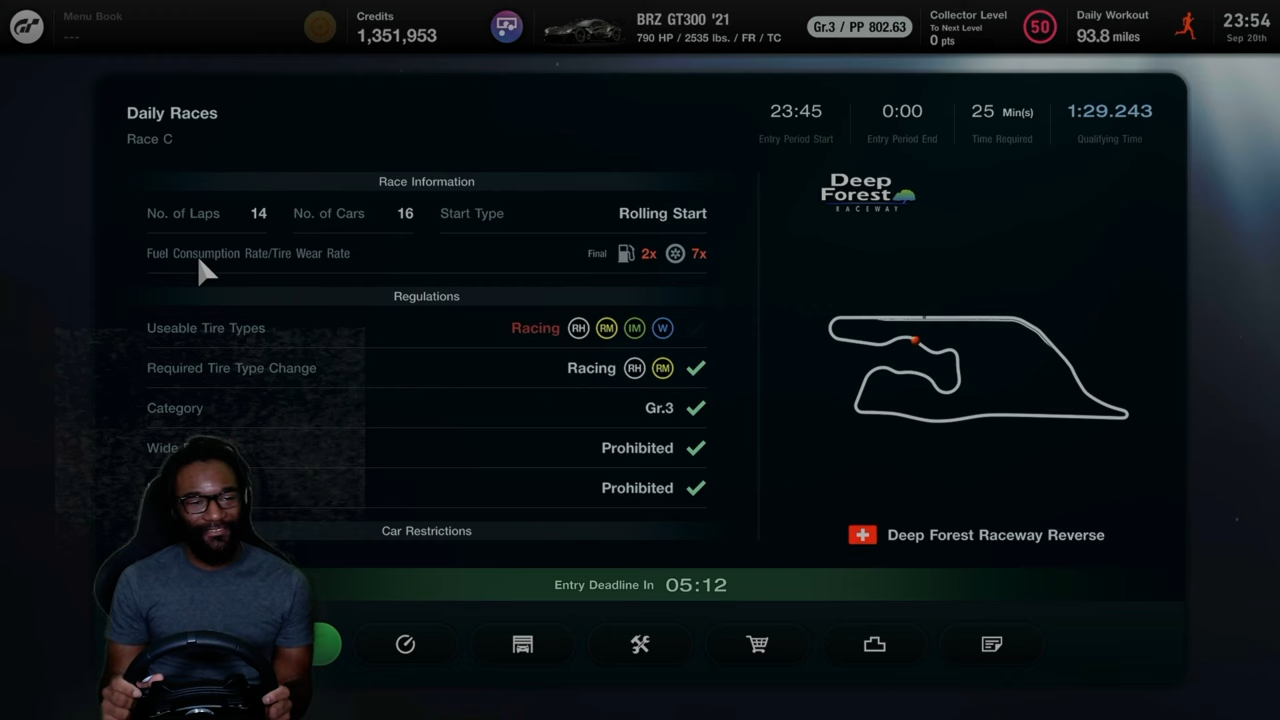 Menu Book
---
Credits
1,351,953
BRZ GT300 '21
790 HP / 2535 lbs. / FR / TC
Gr.3 / PP 802.63
Collector Level
To Next Level
0 pts
50
Daily Workout
93.8 miles
23:54
Sep 20th
Daily Races
Race C
23:45
Entry Period Start
0:00
Entry Period End
25 Min(s)
Time Required
1:29.243
Qualifying Time
Race Information
No. of Laps 14
No. of Cars 16
Start Type Rolling Start
Fuel Consumption Rate/Tire Wear Rate Final 2x 7x
Regulations
Useable Tire Types Racing RH RM IM W
Required Tire Type Change Racing RH RM
Category Gr.3
Wide Prohibited
Prohibited
Car Restrictions
Deep
Forest
RACEWAY
Deep Forest Raceway Reverse
Entry Deadline In 05:12